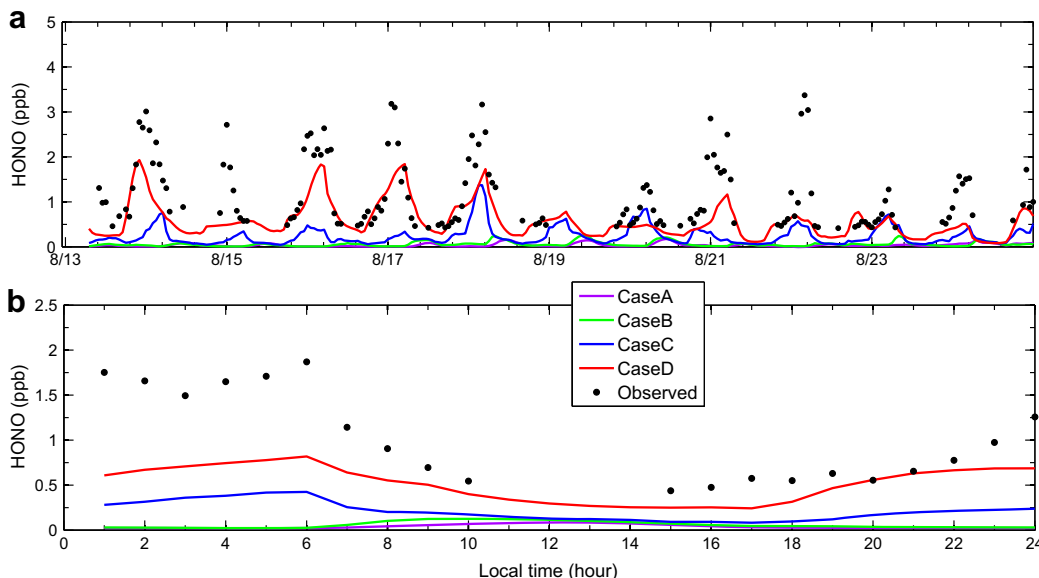 a
5
4
3
2
1
0
HONO (ppb)
8/13 8/15 8/17 8/19 8/21 8/23
b
2.5
2
1.5
1
0.5
0
HONO (ppb)
CaseA
CaseB
CaseC
CaseD
Observed
0 2 4 6 8 10 12 14 16 18 20 22 24
Local time (hour)